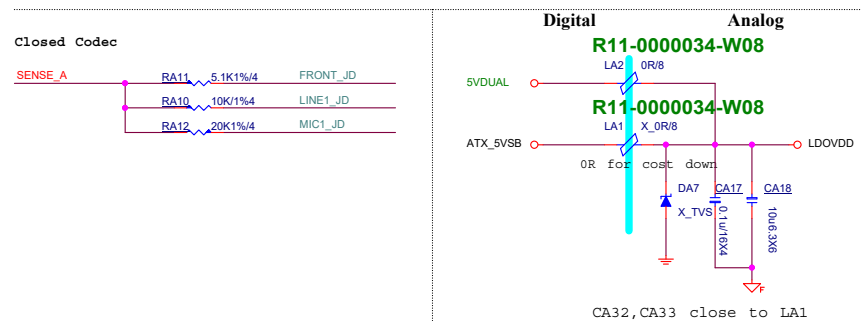 Digital
Analog
Closed Codec
SENSE_A
RA11
5.1K1%/4
FRONT_JD
RA10
10K/1%4
LINE1_JD
RA12
20K1%/4
MIC1_JD
R11-0000034-W08
LA2
0R/8
5VDUAL
R11-0000034-W08
LA1
X_0R/8
ATX_5VSB
LDOVDD
0R for cost down
DA7
X_TVS
CA17
0.1u/16X4
CA18
10u6.3X6
F
CA32,CA33 close to LA1